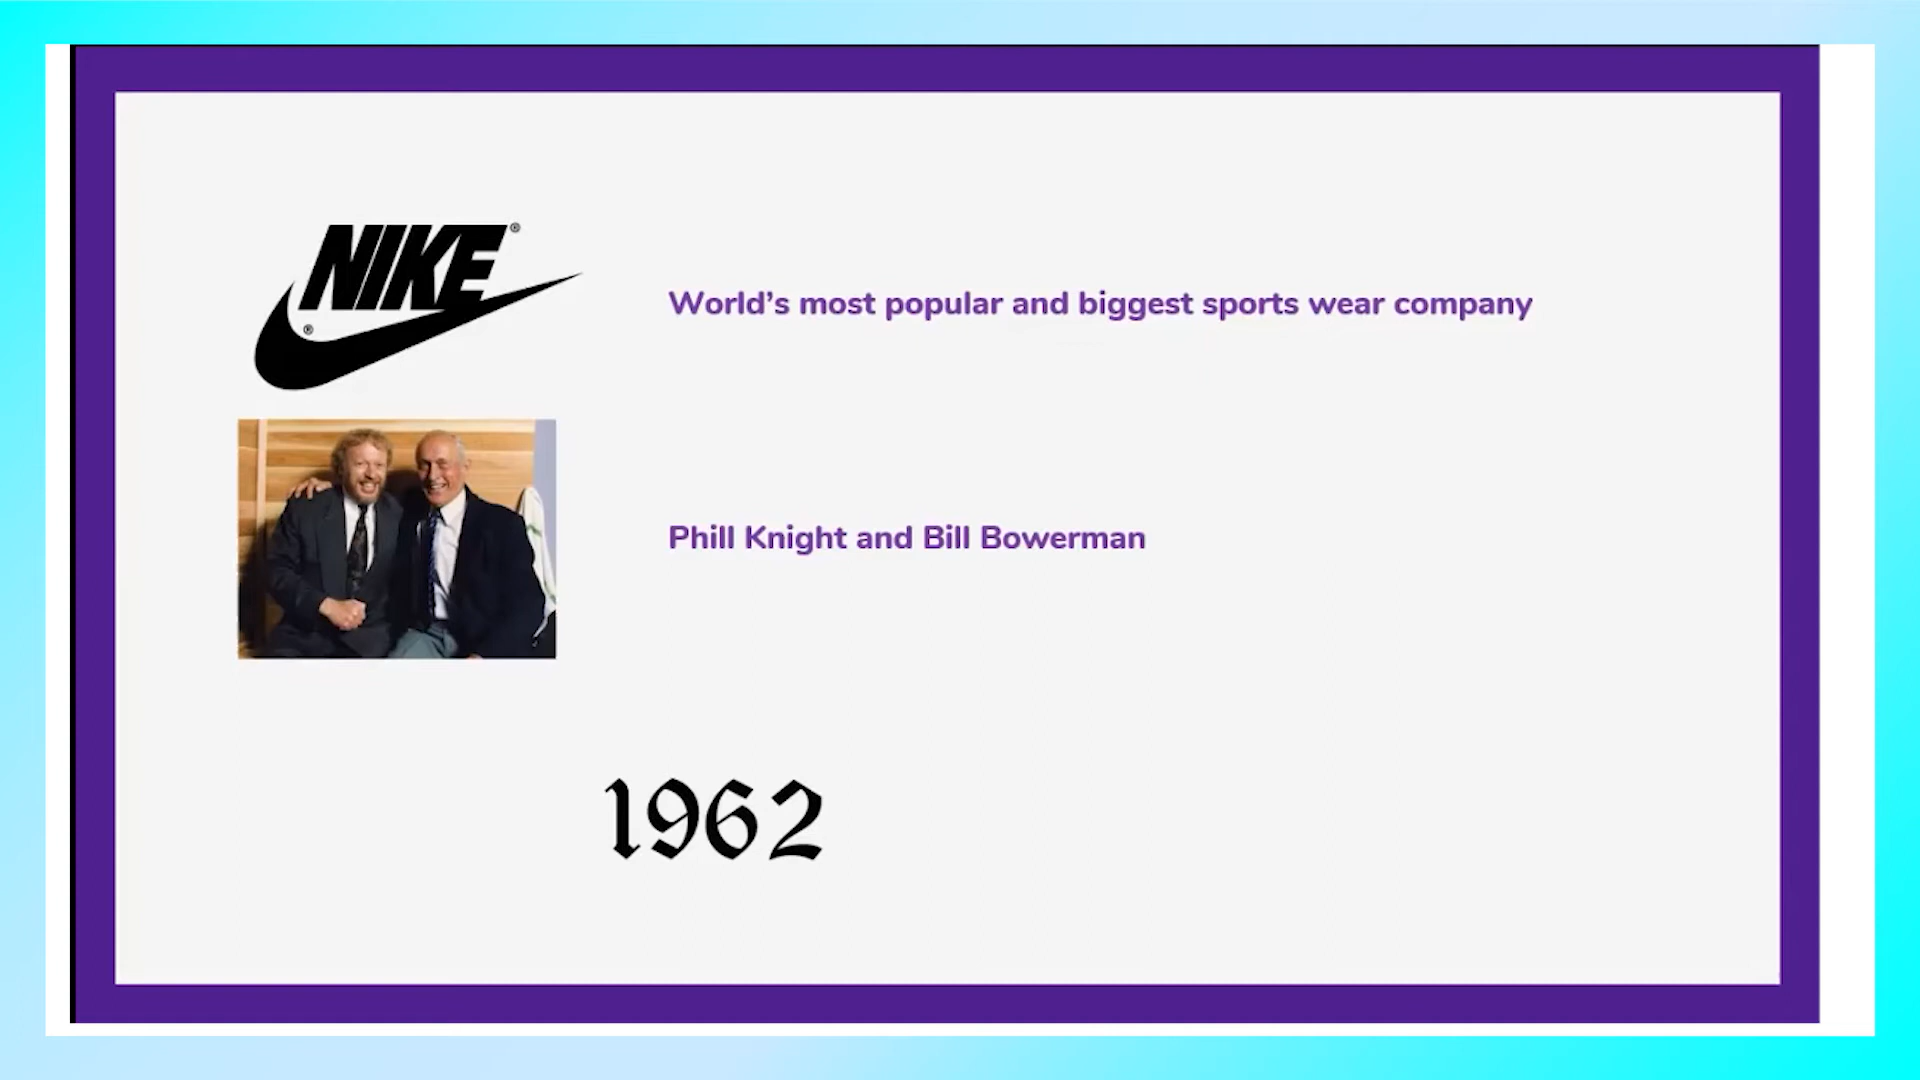 NIKE®
®
World's most popular and biggest sports wear company
Phill Knight and Bill Bowerman
1962